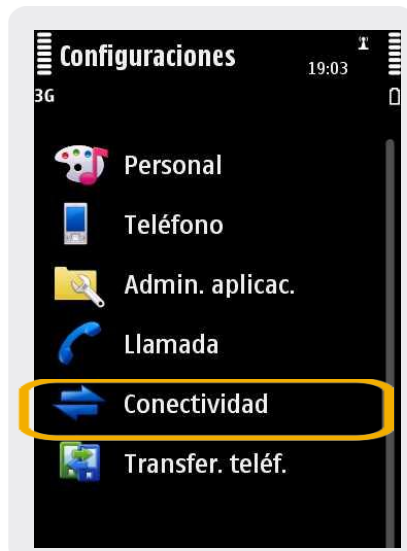 Configuraciones
19:03
3G
Personal
Teléfono
Admin. aplicac.
Llamada
Conectividad
Transfer. teléf.